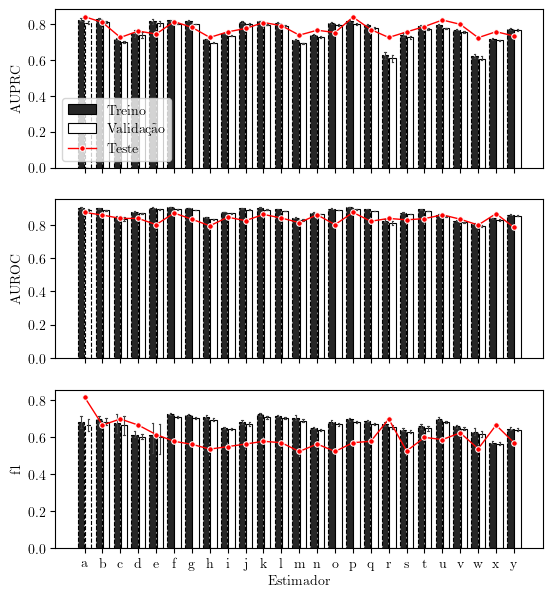 AUPRC
0.8
0.6
0.4
0.2
0.0
Treino
Validação
Teste
AUROC
0.8
0.6
0.4
0.2
0.0
f1
0.8
0.6
0.4
0.2
0.0
a b c d e f g h i j k l m n o p q r s t u v w x y
Estimador